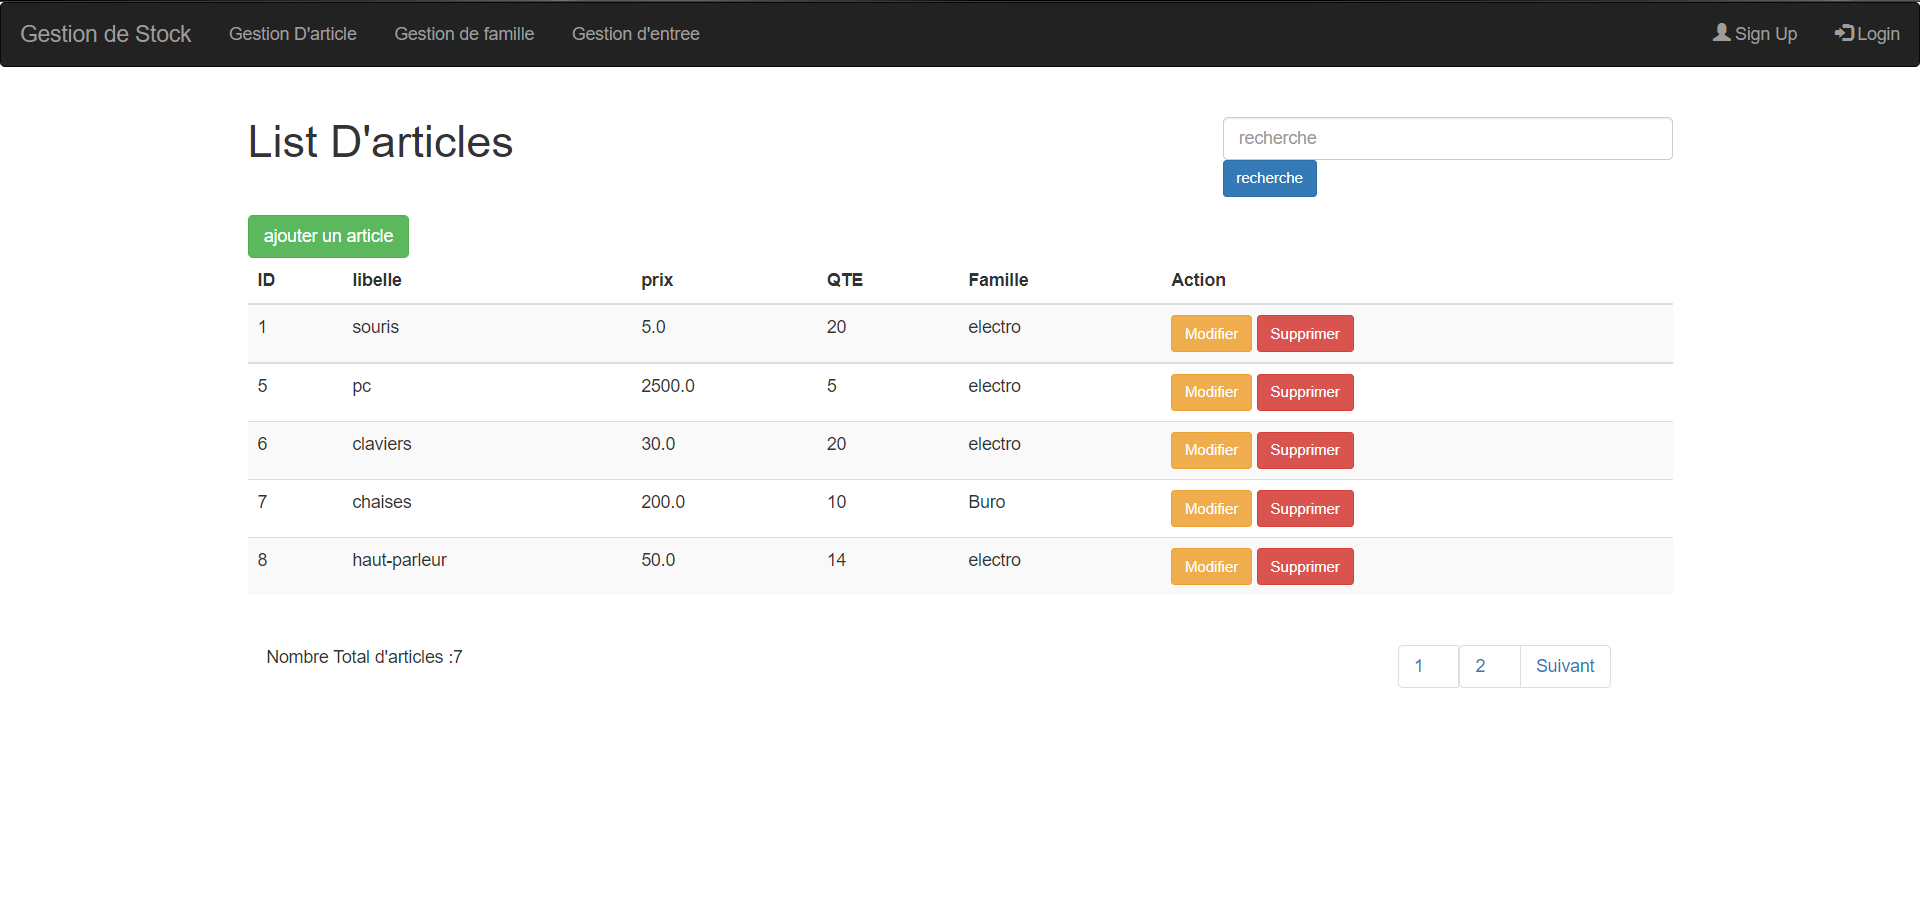 Gestion de Stock Gestion D'article Gestion de famille Gestion d'entree Sign Up Login
List D'articles
recherche
recherche
ajouter un article
ID libelle prix QTE Famille Action
1 souris 5.0 20 electro Modifier Supprimer
5 pc 2500.0 5 electro Modifier Supprimer
6 claviers 30.0 20 electro Modifier Supprimer
7 chaises 200.0 10 Buro Modifier Supprimer
8 haut-parleur 50.0 14 electro Modifier Supprimer
Nombre Total d'articles :7 1 2 Suivant